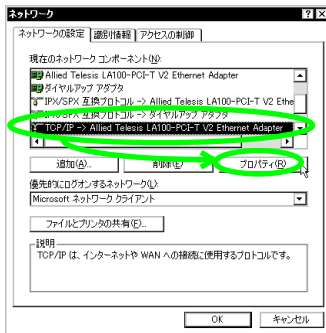 ネットワーク
ネットワークの設定 識別情報 アクセスの制御
現在のネットワーク コンポーネント(N):
Allied Telesis LA100-PCI-T V2 Ethernet Adapter
ダイヤルアップ アダプタ
IPX/SPX 互換プロトコル -> Allied Telesis LA100-PCI-T V2 Ethe
IPX/SPX 互換プロトコル -> ダイヤルアップ アダプタ
TCP/IP -> Allied Telesis LA100-PCI-T V2 Ethernet Adapter
追加(A)... 削除(E) プロパティ(R)
優先的にログオンするネットワーク(L):
Microsoft ネットワーク クライアント
ファイルとプリンタの共有(F)...
説明
TCP/IP は、インターネットや WAN への接続に使用するプロトコルです。
OK キャンセル